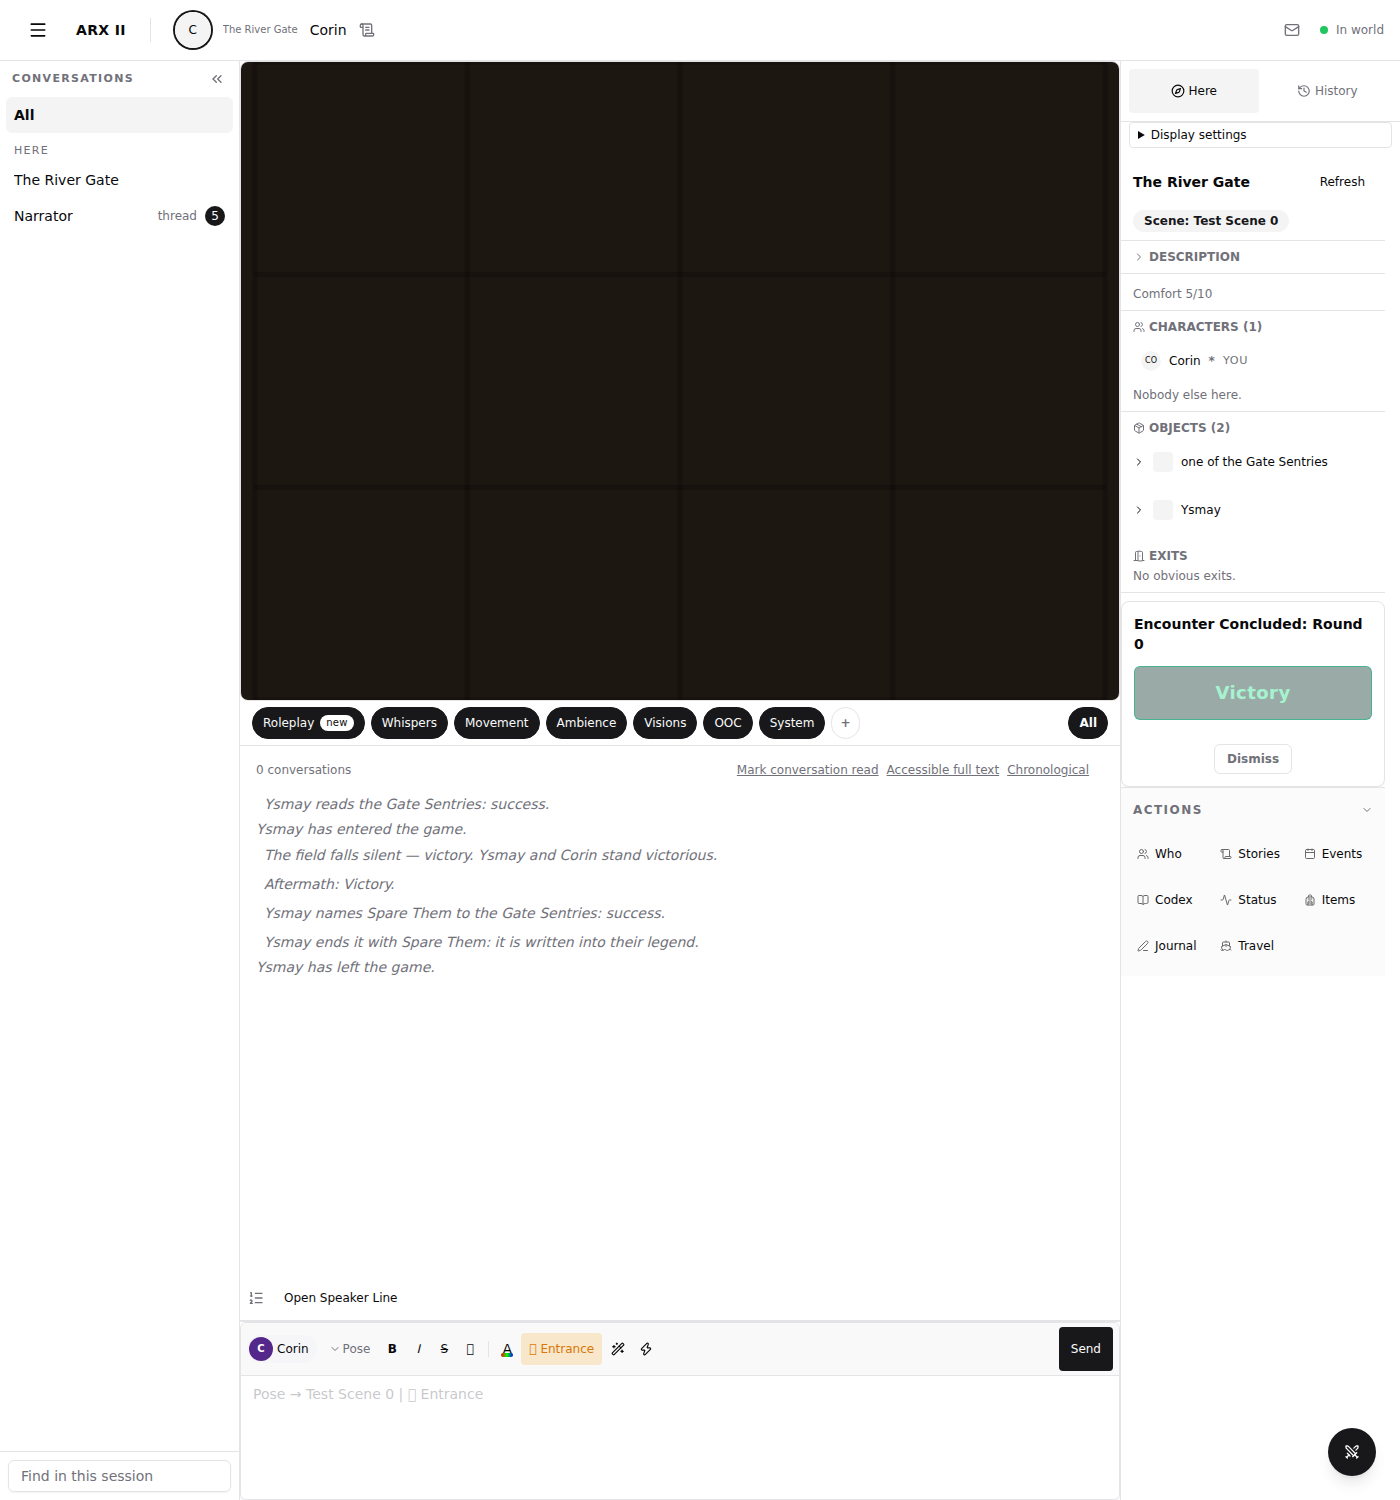 ARX II
C
The River Gate
Corin
In world
CONVERSATIONS
All
HERE
The River Gate
Narrator
thread
5
Here
History
Display settings
The River Gate
Refresh
Scene: Test Scene 0
DESCRIPTION
Comfort 5/10
CHARACTERS (1)
CO
Corin * YOU
Nobody else here.
OBJECTS (2)
one of the Gate Sentries
Ysmay
EXITS
No obvious exits.
Encounter Concluded: Round
0
Victory
Dismiss
ACTIONS
Who
Stories
Events
Codex
Status
Items
Journal
Travel
Roleplay new
Whispers
Movement
Ambience
Visions
OOC
System
+
All
0 conversations
Mark conversation read
Accessible full text
Chronological
Ysmay reads the Gate Sentries: success.
Ysmay has entered the game.
The field falls silent — victory. Ysmay and Corin stand victorious.
Aftermath: Victory.
Ysmay names Spare Them to the Gate Sentries: success.
Ysmay ends it with Spare Them: it is written into their legend.
Ysmay has left the game.
Open Speaker Line
C
Corin
Pose
B
I
S
A
Entrance
Send
Pose → Test Scene 0 | Entrance
Find in this session